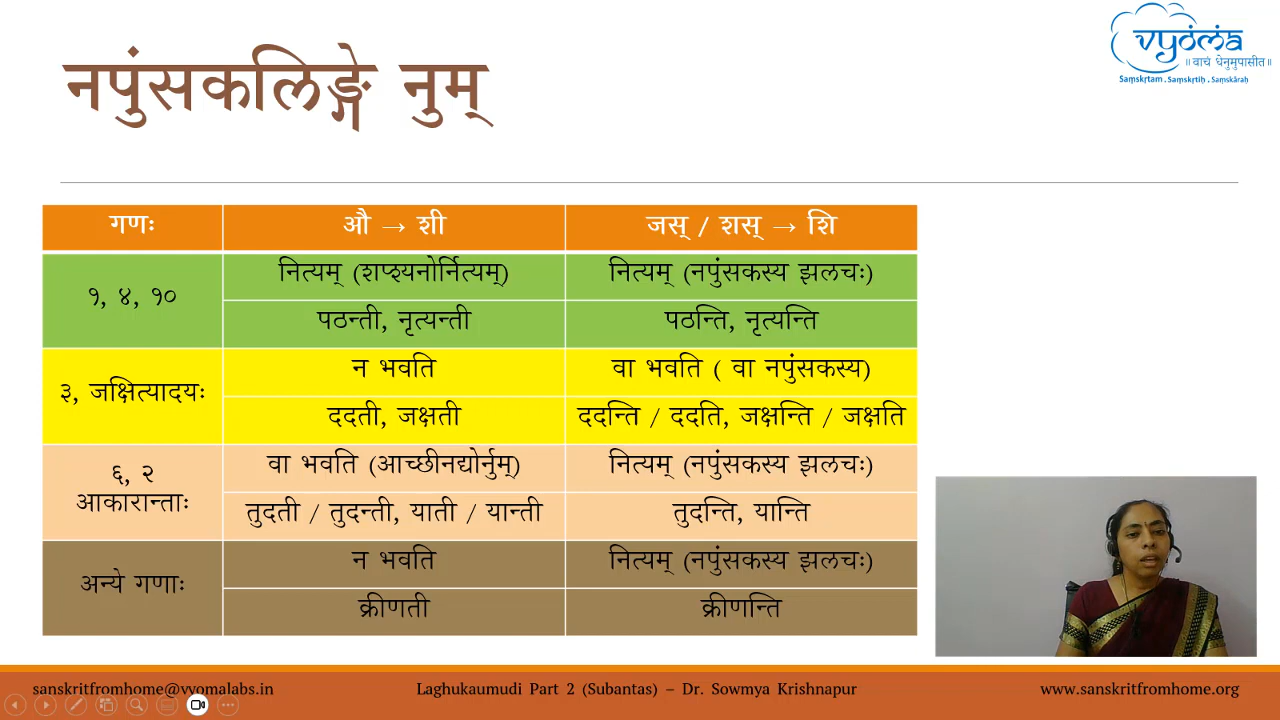 नपुंसकलिङ्गे नुम्
vyoma
॥ वाचं धेनुमुपासीत॥
Saṃskṛtam . Saṃskṛtiḥ . Saṃskārāḥ
गणः औ → शी जस् / शस् → शि
१, ४, १० नित्यम् (शप्श्यनोर्नित्यम्) नित्यम् (नपुंसकस्य झलचः)
पठन्ती, नृत्यन्ती पठन्ति, नृत्यन्ति
३, जक्षित्यादयः न भवति वा भवति ( वा नपुंसकस्य)
ददती, जक्षती ददन्ति / ददति, जक्षन्ति / जक्षति
६, २ आकारान्ताः वा भवति (आच्छीनद्योर्नुम्) नित्यम् (नपुंसकस्य झलचः)
तुदती / तुदन्ती, याती / यान्ती तुदन्ति, यान्ति
अन्ये गणाः न भवति नित्यम् (नपुंसकस्य झलचः)
क्रीणती क्रीणन्ति
sanskritfromhome@vyomalabs.in Laghukaumudi Part 2 (Subantas) – Dr. Sowmya Krishnapur www.sanskritfromhome.org